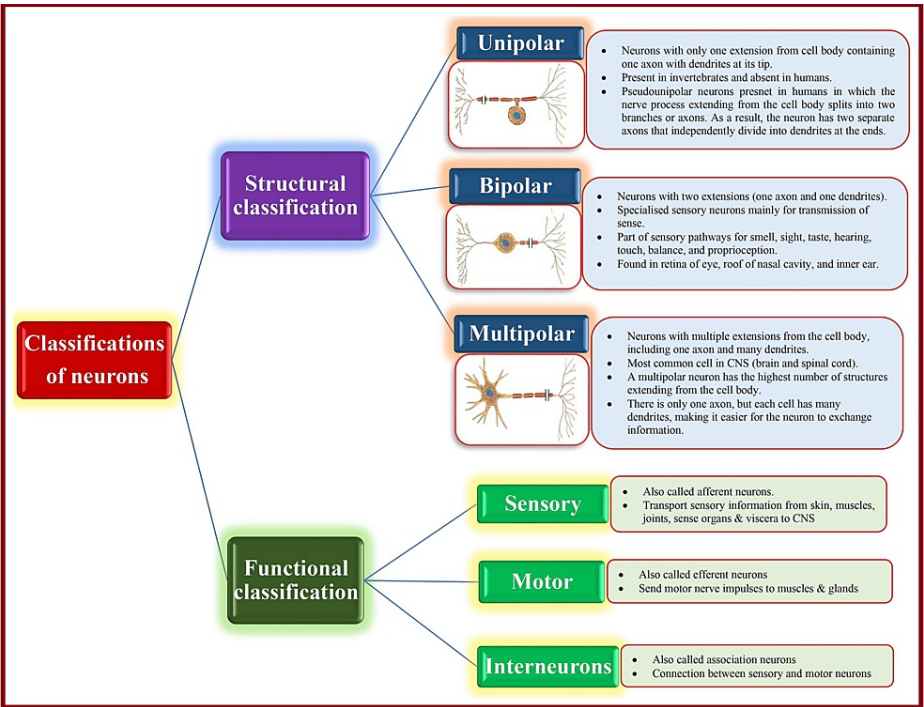 Classifications
of neurons
Structural
classification
Unipolar
• Neurons with only one extension from cell body containing
one axon with dendrites at its tip.
• Present in invertebrates and absent in humans.
• Pseudounipolar neurons presnet in humans in which the
nerve process extending from the cell body splits into two
branches or axons. As a result, the neuron has two separate
axons that independently divide into dendrites at the ends.
Bipolar
• Neurons with two extensions (one axon and one dendrites).
• Specialised sensory neurons mainly for transmission of
sense.
• Part of sensory pathways for smell, sight, taste, hearing,
touch, balance, and proprioception.
• Found in retina of eye, roof of nasal cavity, and inner ear.
Multipolar
• Neurons with multiple extensions from the cell body,
including one axon and many dendrites.
• Most common cell in CNS (brain and spinal cord).
• A multipolar neuron has the highest number of structures
extending from the cell body.
• There is only one axon, but each cell has many
dendrites, making it easier for the neuron to exchange
information.
Functional
classification
Sensory
• Also called afferent neurons.
• Transport sensory information from skin, muscles,
joints, sense organs & viscera to CNS
Motor
• Also called efferent neurons
• Send motor nerve impulses to muscles & glands
Interneurons
• Also called association neurons
• Connection between sensory and motor neurons